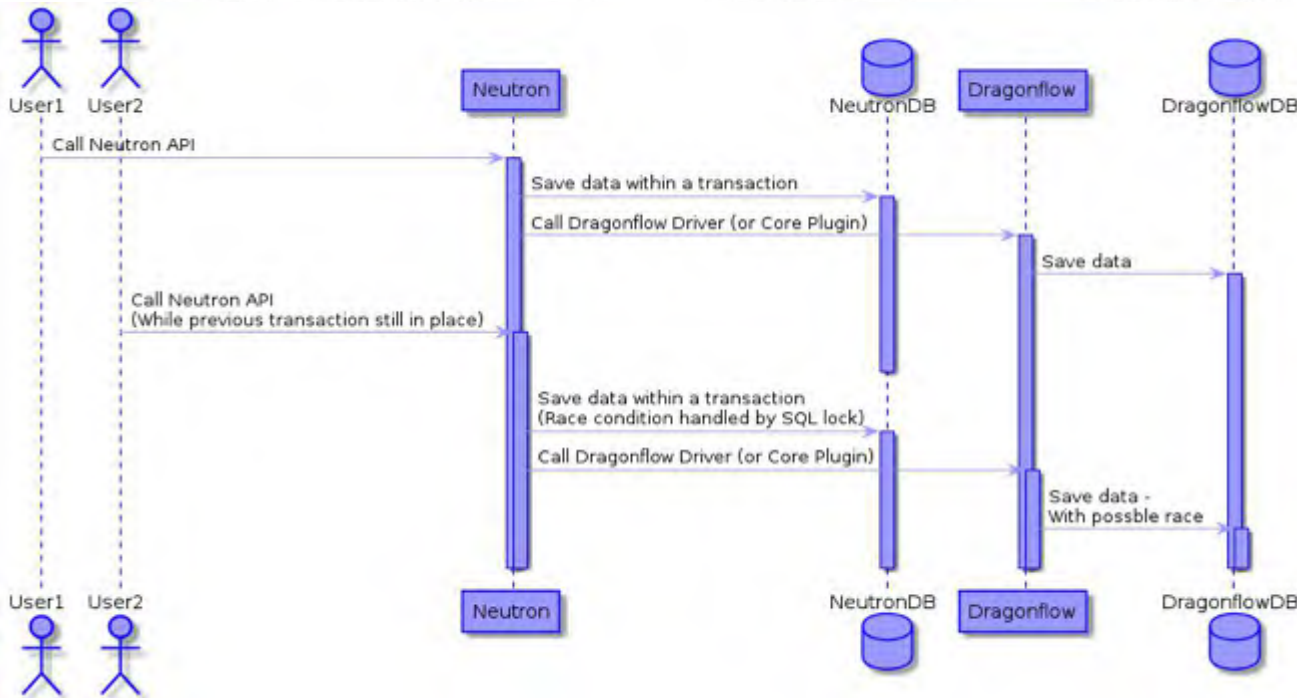 User1
User2
Neutron
NeutronDB
Dragonflow
DragonflowDB
Call Neutron API
Save data within a transaction
Call Dragonflow Driver (or Core Plugin)
Save data
Call Neutron API
(While previous transaction still in place)
Save data within a transaction
(Race condition handled by SQL lock)
Call Dragonflow Driver (or Core Plugin)
Save data -
With possble race
User1
User2
Neutron
NeutronDB
Dragonflow
DragonflowDB